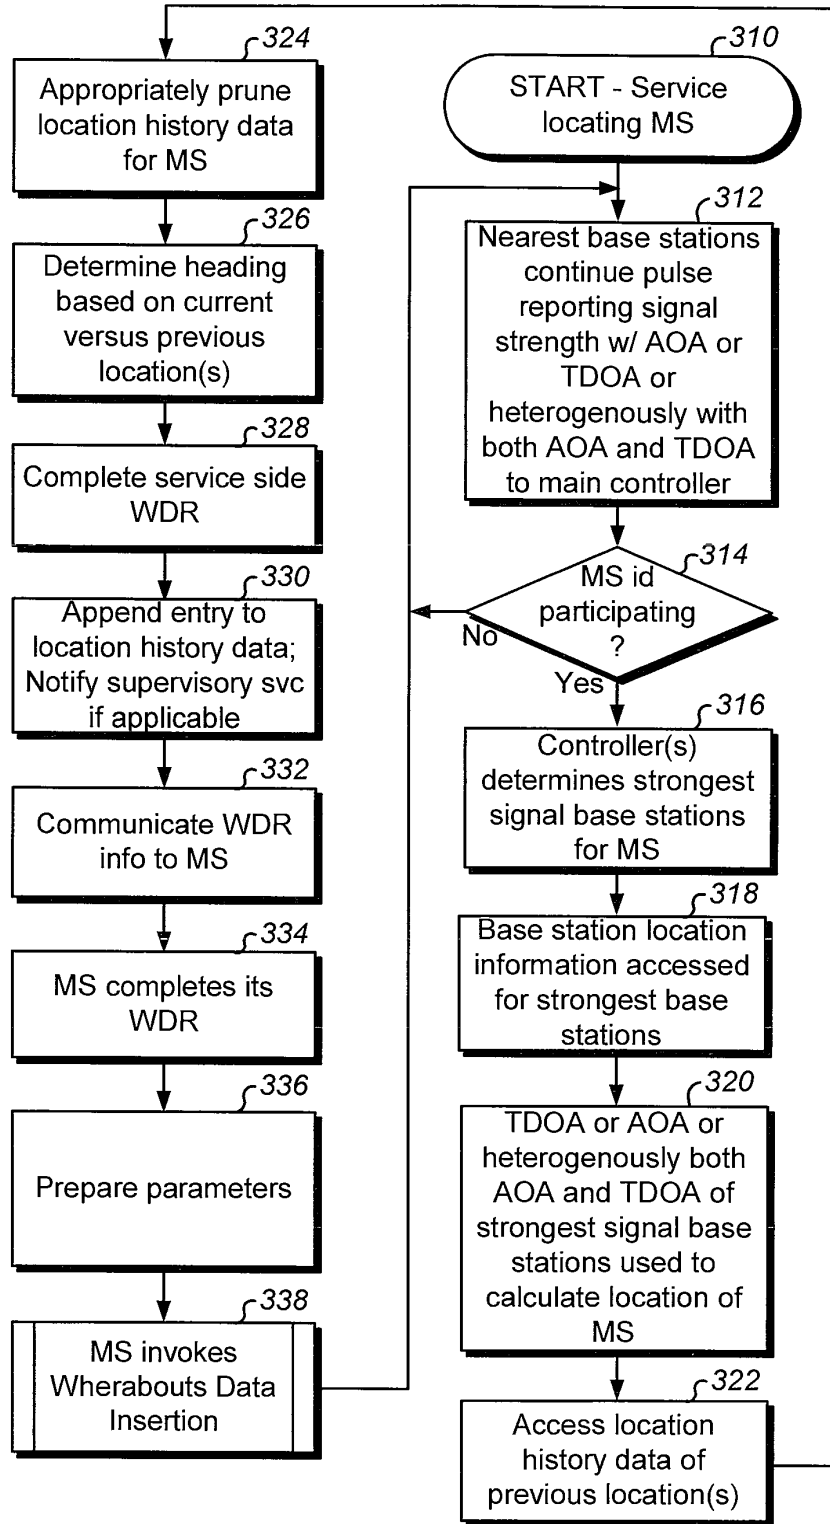 310
START - Service
locating MS
312
Nearest base stations
continue pulse
reporting signal
strength w/ AOA or
TDOA or
heterogenously with
both AOA and TDOA
to main controller
314
MS id
participating
?
No
Yes
316
Controller(s)
determines strongest
signal base stations
for MS
318
Base station location
information accessed
for strongest base
stations
320
TDOA or AOA or
heterogenously both
AOA and TDOA of
strongest signal base
stations used to
calculate location of
MS
322
Access location
history data of
previous location(s)
324
Appropriately prune
location history data
for MS
326
Determine heading
based on current
versus previous
location(s)
328
Complete service side
WDR
330
Append entry to
location history data;
Notify supervisory svc
if applicable
332
Communicate WDR
info to MS
334
MS completes its
WDR
336
Prepare parameters
338
MS invokes
Wherabouts Data
Insertion